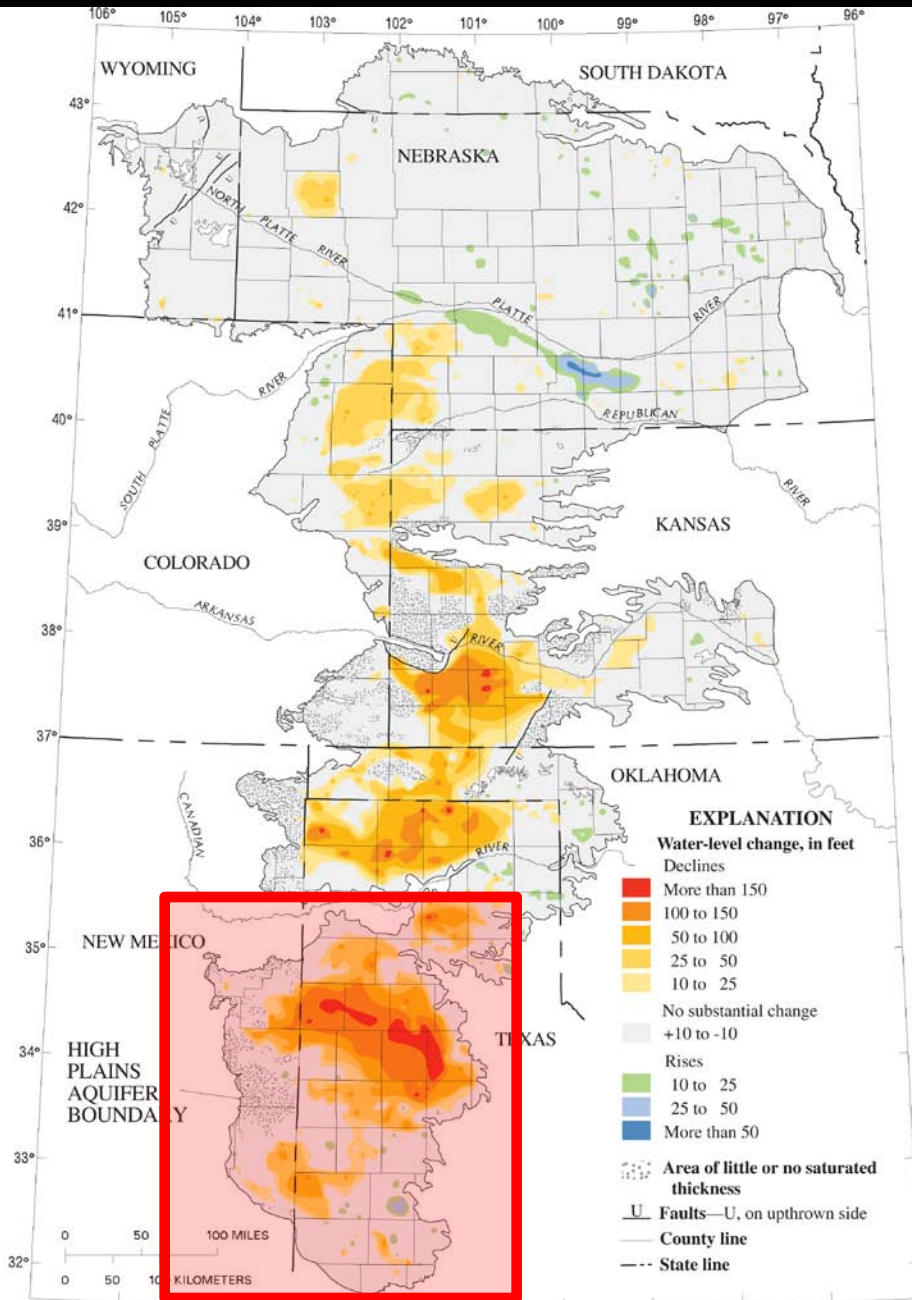 106° 105° 104° 103° 102° 101° 100° 99° 98° 97° 96°
WYOMING
SOUTH DAKOTA
43°
U
NEBRASKA
U
U
42°
NORTH PLATTE RIVER
U
41°
PLATTE RIVER
SOUTH PLATTE RIVER
40°
REPUBLICAN RIVER
U
39°
KANSAS
COLORADO
ARKANSAS RIVER
38°
U
U
37°
U
OKLAHOMA
CANADIAN RIVER
36°
EXPLANATION
Water-level change, in feet
Declines
More than 150
100 to 150
50 to 100
25 to 50
10 to 25
No substantial change
+10 to -10
Rises
10 to 25
25 to 50
More than 50
Area of little or no saturated
thickness
U Faults—U, on upthrown side
County line
State line
35°
NEW MEXICO
TEXAS
34°
HIGH
PLAINS
AQUIFER
BOUNDARY
33°
0 50 100 MILES
32°
0 50 100 KILOMETERS